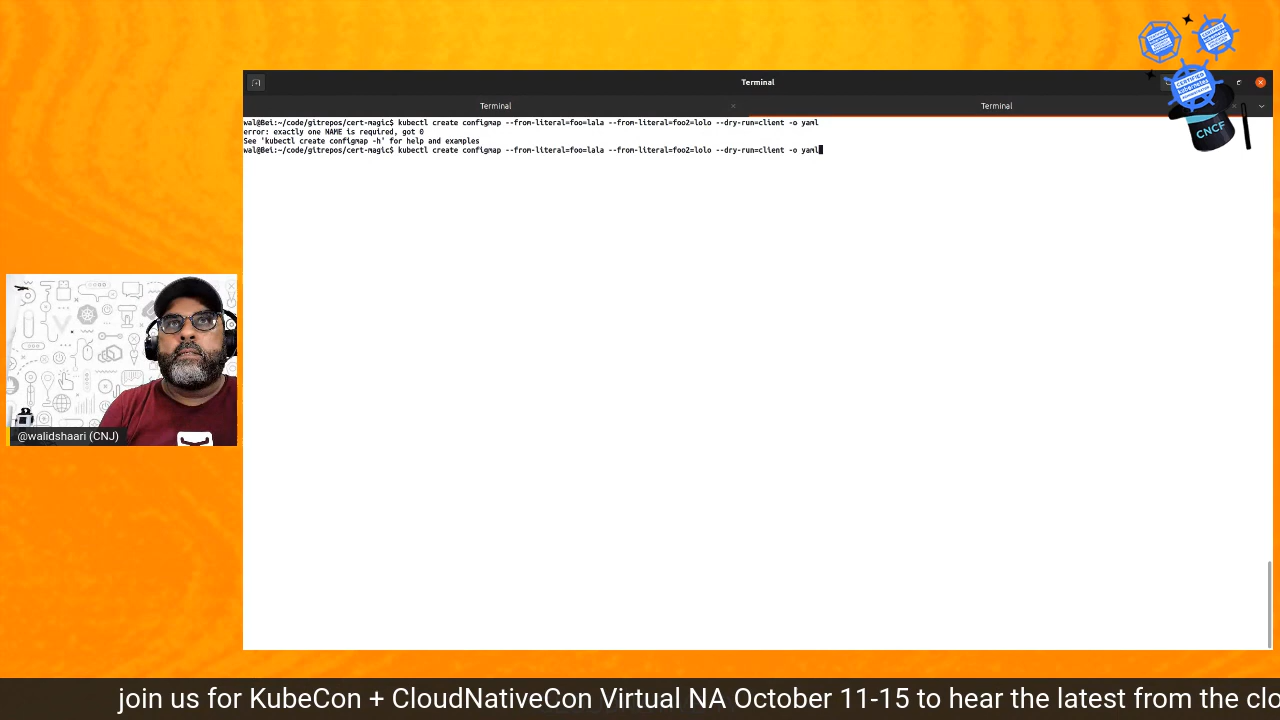 Terminal
Terminal
Terminal
wal@Bei:~/code/gitrepos/cert-magic$ kubectl create configmap --from-literal=foo=lala --from-literal=foo2=lolo --dry-run=client -o yaml
error: exactly one NAME is required, got 0
See 'kubectl create configmap -h' for help and examples
wal@Bei:~/code/gitrepos/cert-magic$ kubectl create configmap --from-literal=foo=lala --from-literal=foo2=lolo --dry-run=client -o yaml
CERTIFIED
kubernetes
CNCF
@walidshaari (CNJ)
join us for KubeCon + CloudNativeCon Virtual NA October 11-15 to hear the latest from the clo